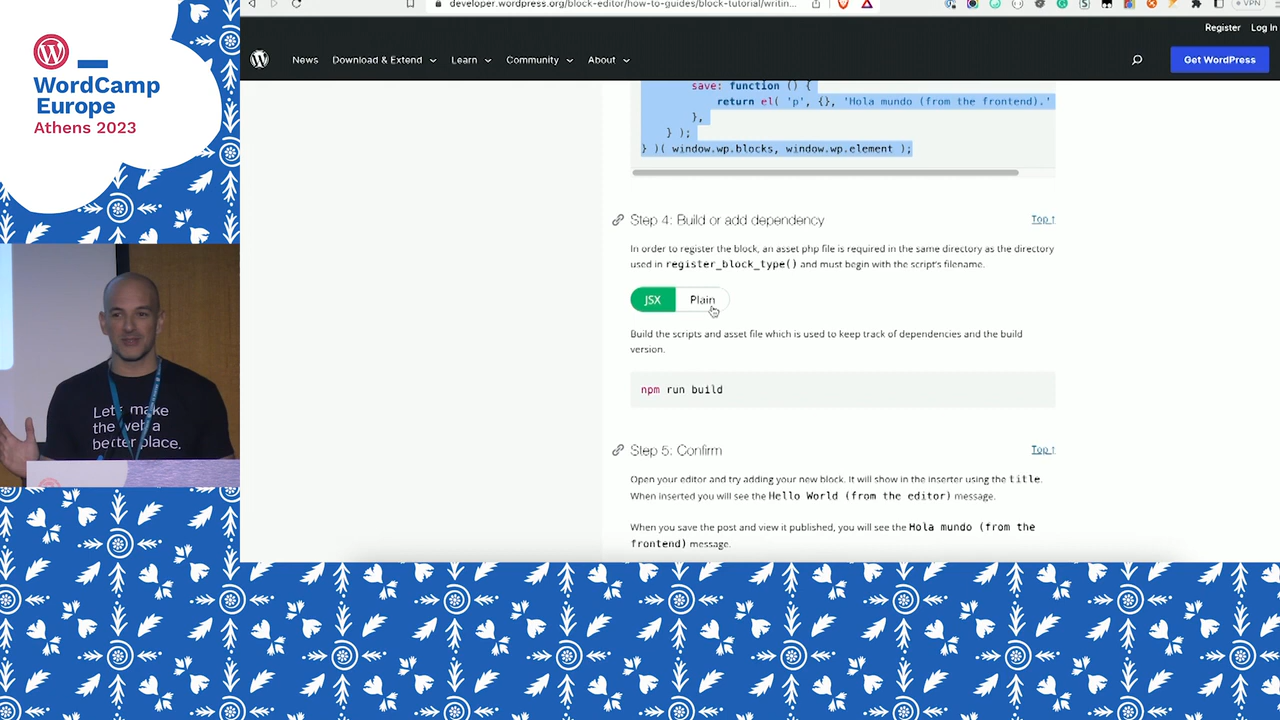 WordCamp
Europe
Athens 2023
Let's make
the web a
better place.
developer.wordpress.org/block-editor/how-to-guides/block-tutorial/writin...
VPN
Register Log In
News Download & Extend Learn Community About
Get WordPress
save: function () {
return el( 'p', {}, 'Hola mundo (from the frontend).'
},
} );
} )( window.wp.blocks, window.wp.element );
Step 4: Build or add dependency Top ↑
In order to register the block, an asset php file is required in the same directory as the directory
used in register_block_type() and must begin with the script's filename.
JSX Plain
Build the scripts and asset file which is used to keep track of dependencies and the build
version.
npm run build
Step 5: Confirm Top ↑
Open your editor and try adding your new block. It will show in the inserter using the title.
When inserted you will see the Hello World (from the editor) message.
When you save the post and view it published, you will see the Hola mundo (from the
frontend) message.